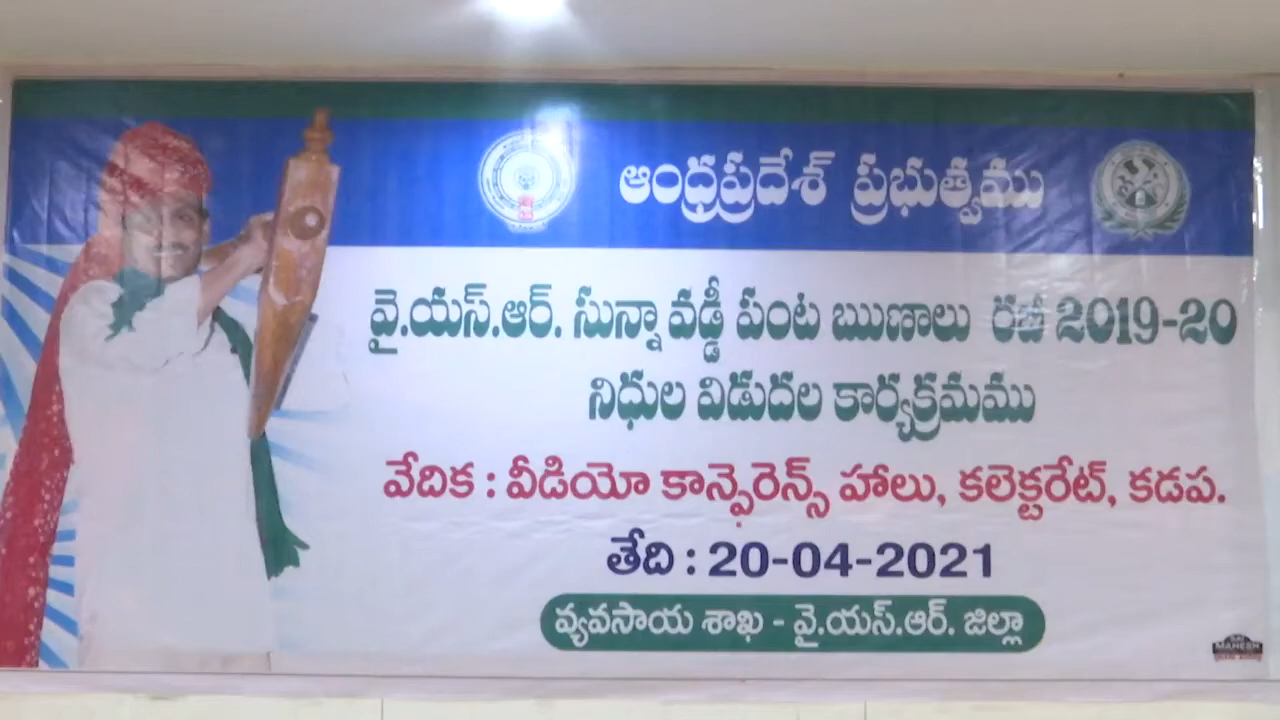 ఆంధ్రప్రదేశ్ ప్రభుత్వము
వై.యస్.ఆర్. సున్నా వడ్డీ పంట ఋణాలు రబీ 2019-20
నిధుల విడుదల కార్యక్రమము
వేదిక : వీడియో కాన్ఫెరెన్స్ హాలు, కలెక్టరేట్, కడప.
తేది : 20-04-2021
వ్యవసాయ శాఖ - వై.యస్.ఆర్. జిల్లా
MAHESH